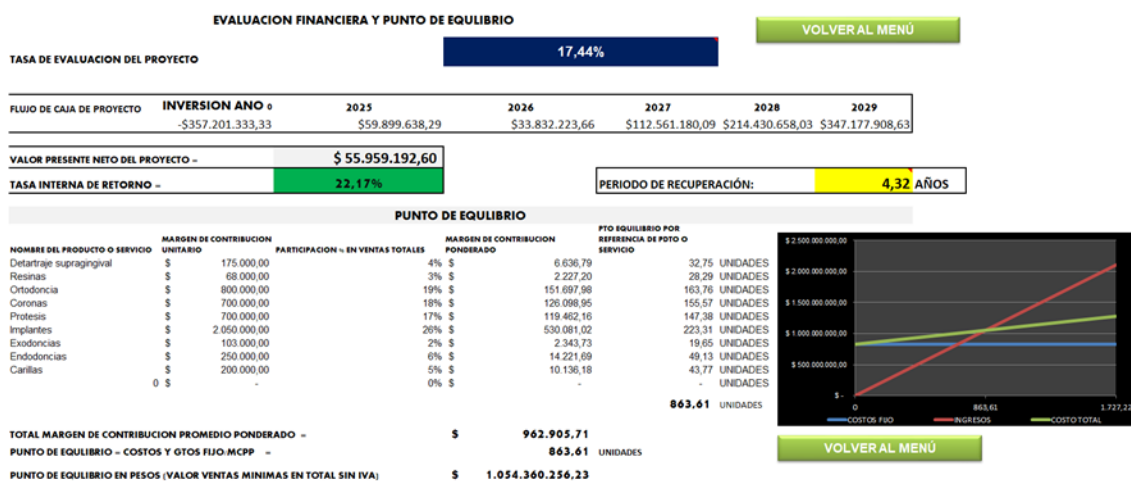 EVALUACION FINANCIERA Y PUNTO DE EQULIBRIO
VOLVER AL MENÚ
TASA DE EVALUACION DEL PROYECTO 17,44%
FLUJO DE CAJA DE PROYECTO INVERSION ANO 0 2025 2026 2027 2028 2029
-$357.201.333,33 $59.899.638,29 $33.832.223,66 $112.561.180,09 $214.430.658,03 $347.177.908,63
VALOR PRESENTE NETO DEL PROYECTO = $ 55.959.192,60
TASA INTERNA DE RETORNO = 22,17% PERIODO DE RECUPERACIÓN: 4,32 AÑOS
PUNTO DE EQULIBRIO
NOMBRE DEL PRODUCTO O SERVICIO MARGEN DE CONTRIBUCION UNITARIO PARTICIPACION % EN VENTAS TOTALES MARGEN DE CONTRIBUCION PONDERADO PTO EQUILIBRIO POR REFERENCIA DE PDTO O SERVICIO
Detartraje supragingival $ 175.000,00 4% $ 6.636,79 32,75 UNIDADES
Resinas $ 68.000,00 3% $ 2.227,20 28,29 UNIDADES
Ortodoncia $ 800.000,00 19% $ 151.697,98 163,76 UNIDADES
Coronas $ 700.000,00 18% $ 126.098,95 155,57 UNIDADES
Protesis $ 700.000,00 17% $ 119.462,16 147,38 UNIDADES
Implantes $ 2.050.000,00 26% $ 530.081,02 223,31 UNIDADES
Exodoncias $ 103.000,00 2% $ 2.343,73 19,65 UNIDADES
Endodoncias $ 250.000,00 6% $ 14.221,69 49,13 UNIDADES
Carillas $ 200.000,00 5% $ 10.136,18 43,77 UNIDADES
0 $ - 0% $ - - UNIDADES
863,61 UNIDADES
TOTAL MARGEN DE CONTRIBUCION PROMEDIO PONDERADO = $ 962.905,71
PUNTO DE EQULIBRIO = COSTOS Y GTOS FIJO/MCPP = 863,61 UNIDADES
PUNTO DE EQULIBRIO EN PESOS (VALOR VENTAS MINIMAS EN TOTAL SIN IVA) $ 1.054.360.256,23
$ 2.500.000.000,00
$ 2.000.000.000,00
$ 1.500.000.000,00
$ 1.000.000.000,00
$ 500.000.000,00
$ -
0 863,61 1.727,22
COSTOS FIJO INGRESOS COSTO TOTAL
VOLVER AL MENÚ